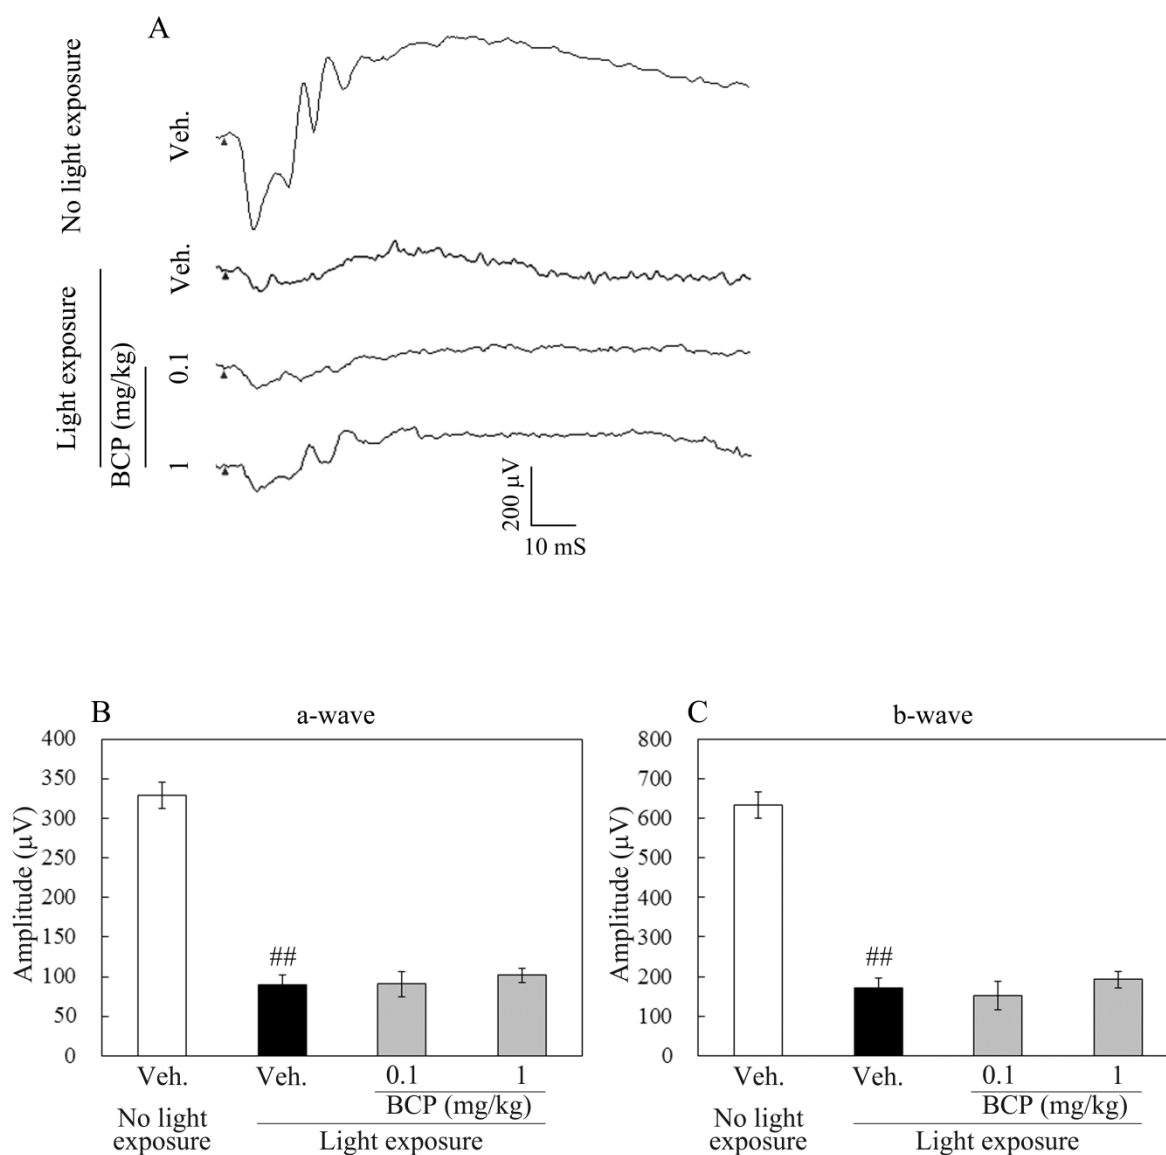 A
No light exposure
Veh.
Light exposure
BCP (mg/kg)
Veh.
0.1
1
200 µV
10 mS
B
a-wave
Amplitude (µV)
400
350
300
250
200
150
100
50
0
##
Veh.
Veh.
0.1
1
BCP (mg/kg)
No light
exposure
Light exposure
C
b-wave
Amplitude (µV)
800
700
600
500
400
300
200
100
0
##
Veh.
Veh.
0.1
1
BCP (mg/kg)
No light
exposure
Light exposure